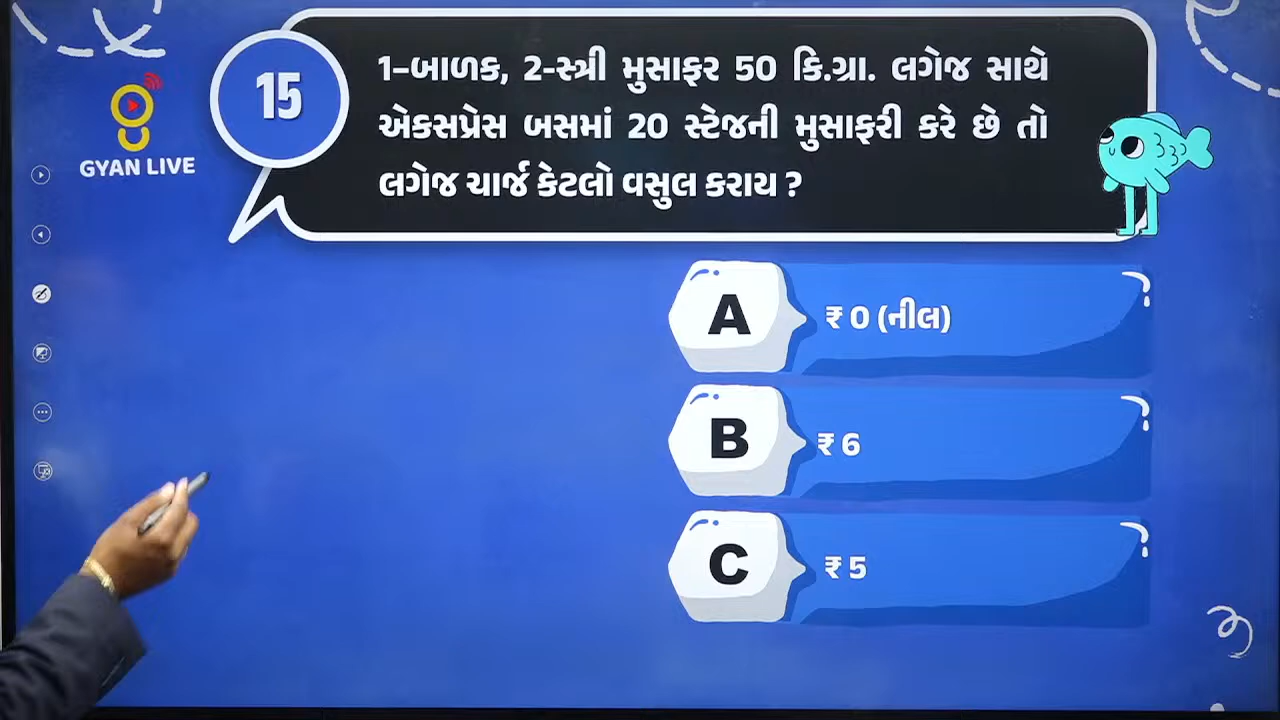 15
1-બાળક, 2-સ્ત્રી મુસાફર 50 કિ.ગ્રા. લગેજ સાથે
એકસપ્રેસ બસમાં 20 સ્ટેજની મુસાફરી કરે છે તો
લગેજ ચાર્જ કેટલો વસુલ કરાય ?
GYAN LIVE
A ₹ 0 (નીલ)
B ₹ 6
C ₹ 5